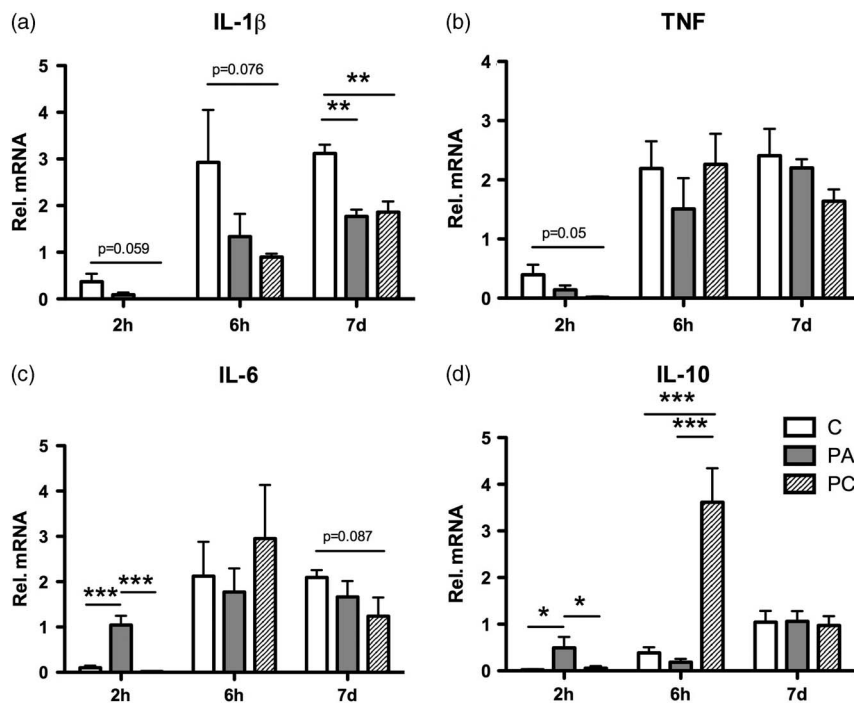 (a) IL-1β
Rel. mRNA
5
4
3
2
1
0
p=0.059
p=0.076
**
**
2h 6h 7d
(b) TNF
Rel. mRNA
4
3
2
1
0
p=0.05
2h 6h 7d
(c) IL-6
Rel. mRNA
5
4
3
2
1
0
*** ***
p=0.087
2h 6h 7d
(d) IL-10
Rel. mRNA
5
4
3
2
1
0
* *
***
***
C
PA
PC
2h 6h 7d